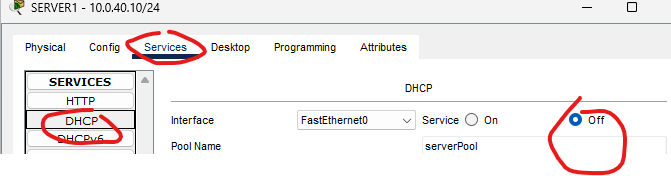 SERVER1 - 10.0.40.10/24
Physical Config Services Desktop Programming Attributes
SERVICES
HTTP
DHCP
DHCPv6
DHCP
Interface FastEthernet0 Service On Off
Pool Name serverPool